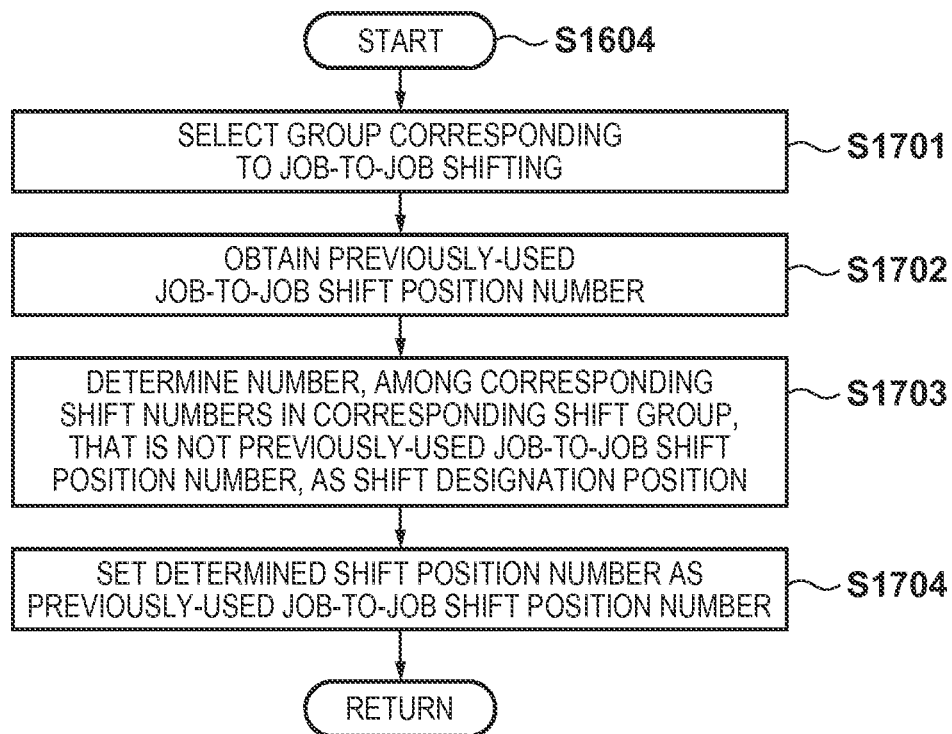 START
S1604
SELECT GROUP CORRESPONDING
TO JOB-TO-JOB SHIFTING
S1701
OBTAIN PREVIOUSLY-USED
JOB-TO-JOB SHIFT POSITION NUMBER
S1702
DETERMINE NUMBER, AMONG CORRESPONDING
SHIFT NUMBERS IN CORRESPONDING SHIFT GROUP,
THAT IS NOT PREVIOUSLY-USED JOB-TO-JOB SHIFT
POSITION NUMBER, AS SHIFT DESIGNATION POSITION
S1703
SET DETERMINED SHIFT POSITION NUMBER AS
PREVIOUSLY-USED JOB-TO-JOB SHIFT POSITION NUMBER
S1704
RETURN